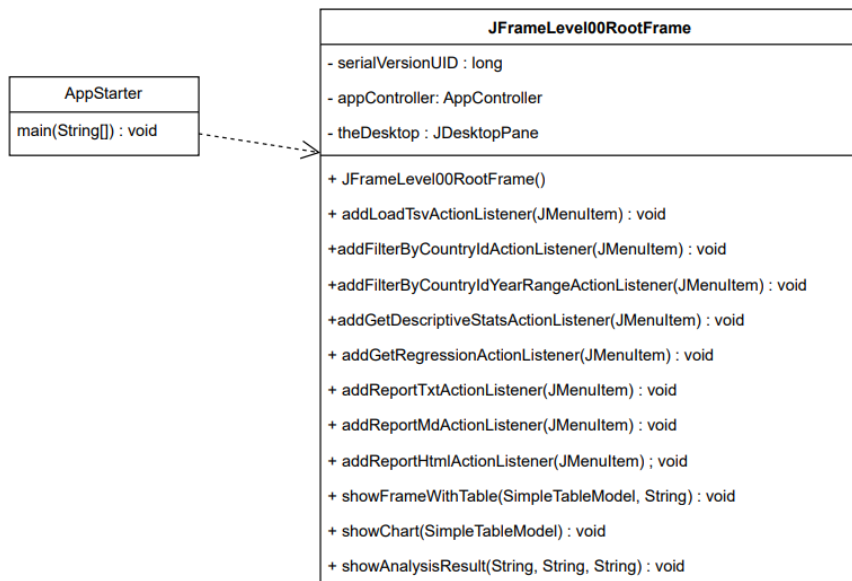 AppStarter
main(String[]) : void
JFrameLevel00RootFrame
- serialVersionUID : long
- appController: AppController
- theDesktop : JDesktopPane
+ JFrameLevel00RootFrame()
+ addLoadTsvActionListener(JMenuItem) : void
+addFilterByCountryIdActionListener(JMenuItem) : void
+addFilterByCountryIdYearRangeActionListener(JMenuItem) : void
+addGetDescriptiveStatsActionListener(JMenuItem) : void
+ addGetRegressionActionListener(JMenuItem) : void
+ addReportTxtActionListener(JMenuItem) : void
+ addReportMdActionListener(JMenuItem) : void
+ addReportHtmlActionListener(JMenuItem) ; void
+ showFrameWithTable(SimpleTableModel, String) : void
+ showChart(SimpleTableModel) : void
+ showAnalysisResult(String, String, String) : void